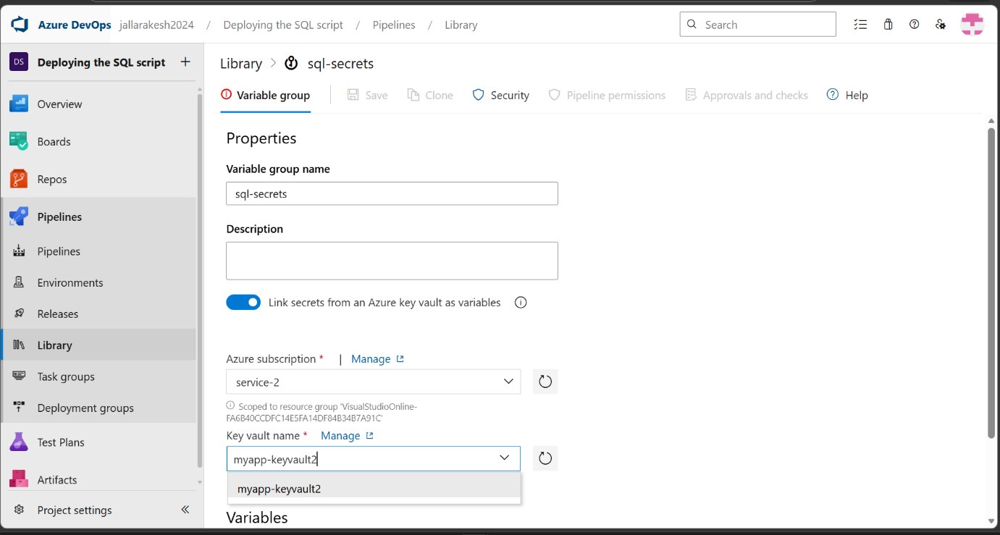 Azure DevOps jallarakesh2024 / Deploying the SQL script / Pipelines / Library
Search
DS Deploying the SQL script +
Overview
Boards
Repos
Pipelines
Pipelines
Environments
Releases
Library
Task groups
Deployment groups
Test Plans
Artifacts
Project settings
Library > sql-secrets
Variable group | Save Clone Security Pipeline permissions Approvals and checks Help
Properties
Variable group name
sql-secrets
Description
Link secrets from an Azure key vault as variables
Azure subscription * | Manage
service-2
Scoped to resource group 'VisualStudioOnline-
FA6B40CCDFC14E5FA14DF84B34B7A91C'
Key vault name * Manage
myapp-keyvault2
myapp-keyvault2
Variables